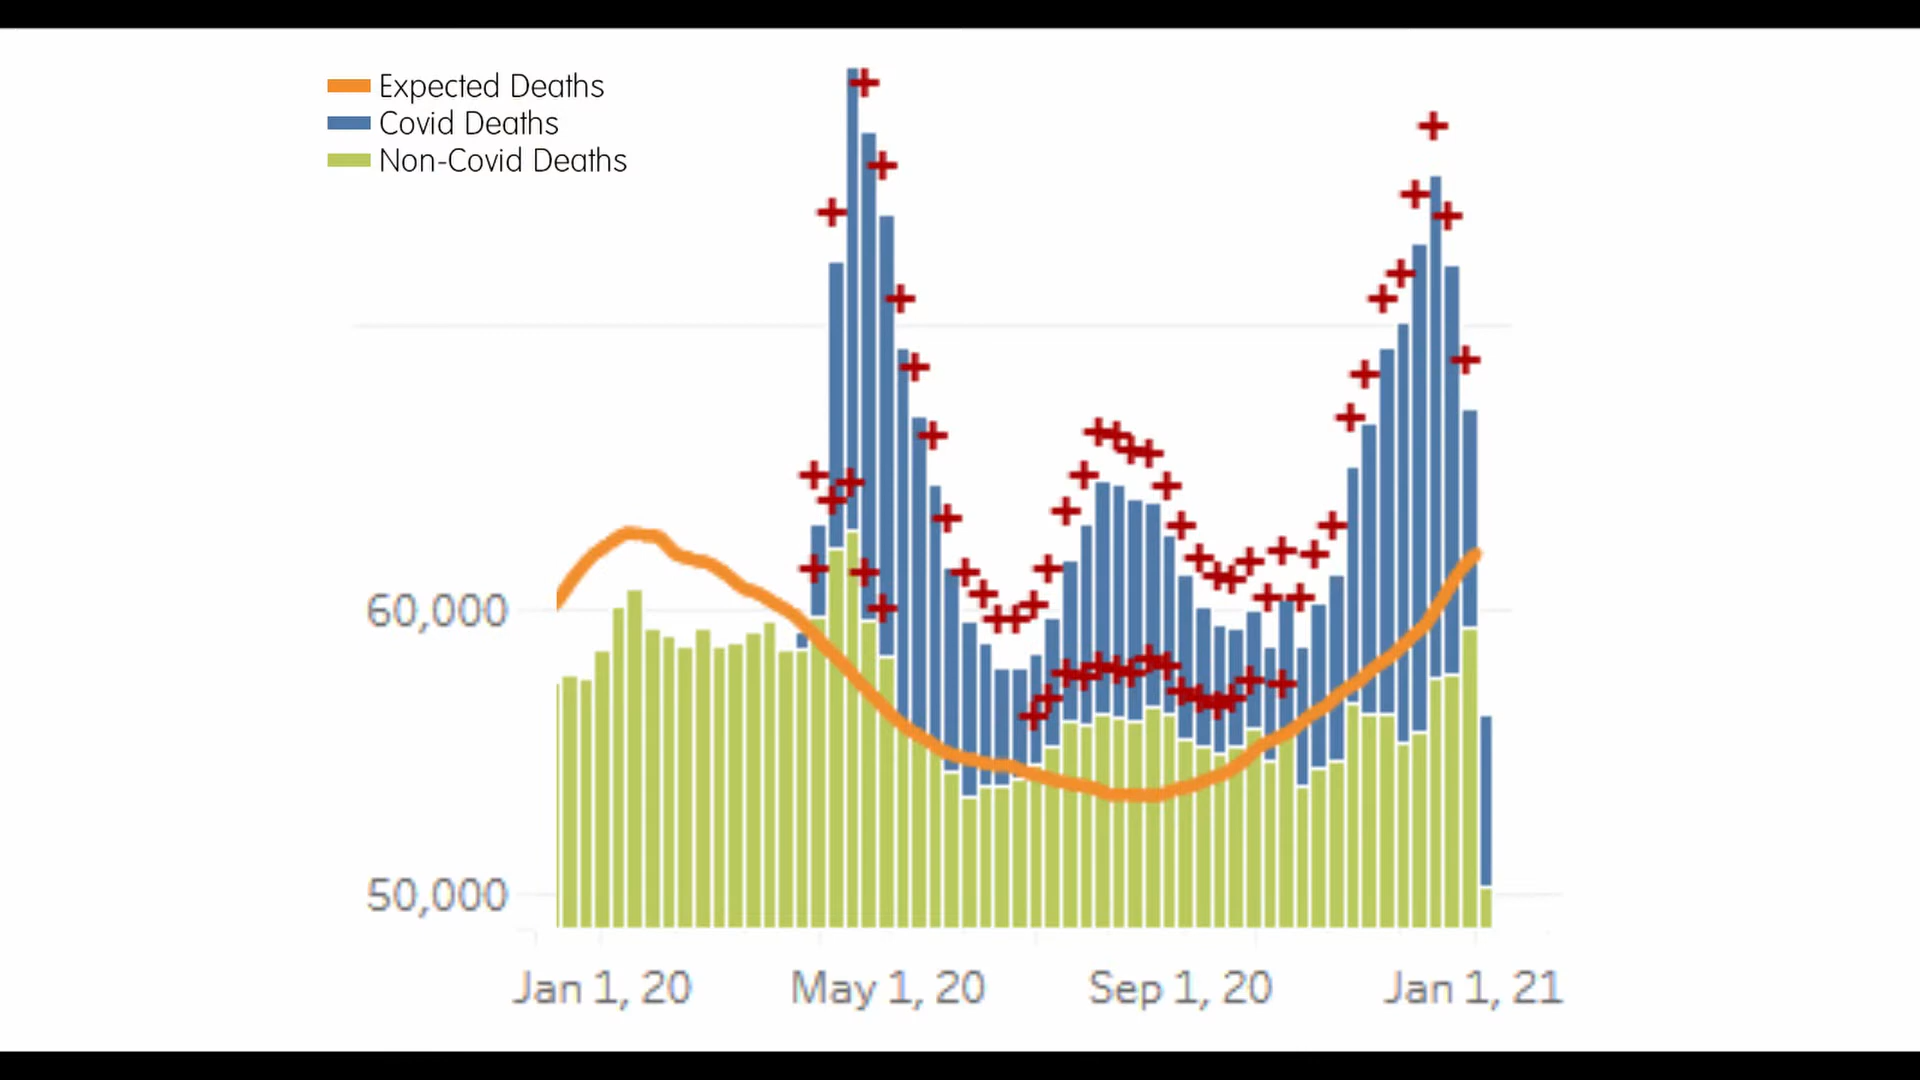 Expected Deaths
Covid Deaths
Non-Covid Deaths
60,000
50,000
Jan 1, 20
May 1, 20
Sep 1, 20
Jan 1, 21